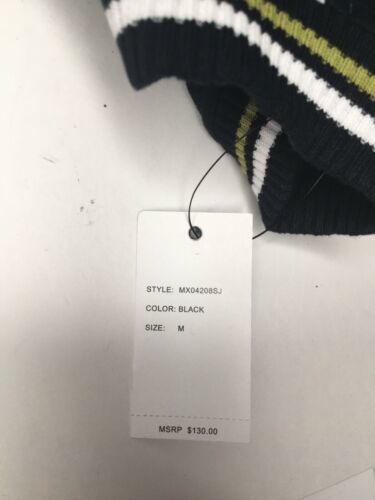 STYLE: MX04208SJ
COLOR: BLACK
SIZE: M
MSRP $130.00